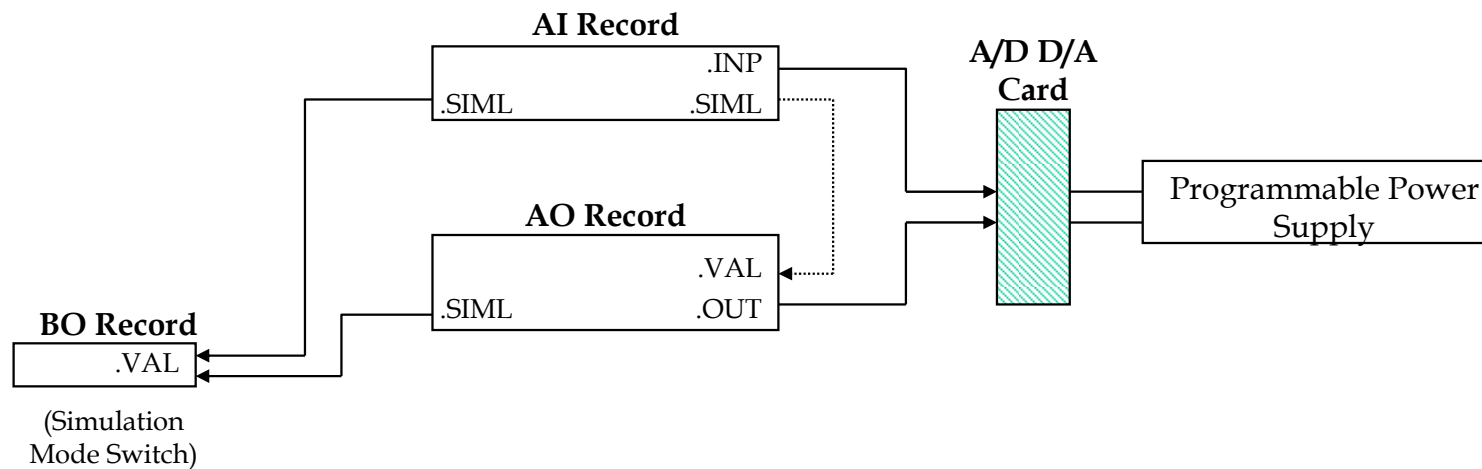 AI Record
.INP
.SIML
.SIML
A/D D/A
Card
Programmable Power
Supply
AO Record
.VAL
.SIML
.OUT
BO Record
.VAL
(Simulation
Mode Switch)